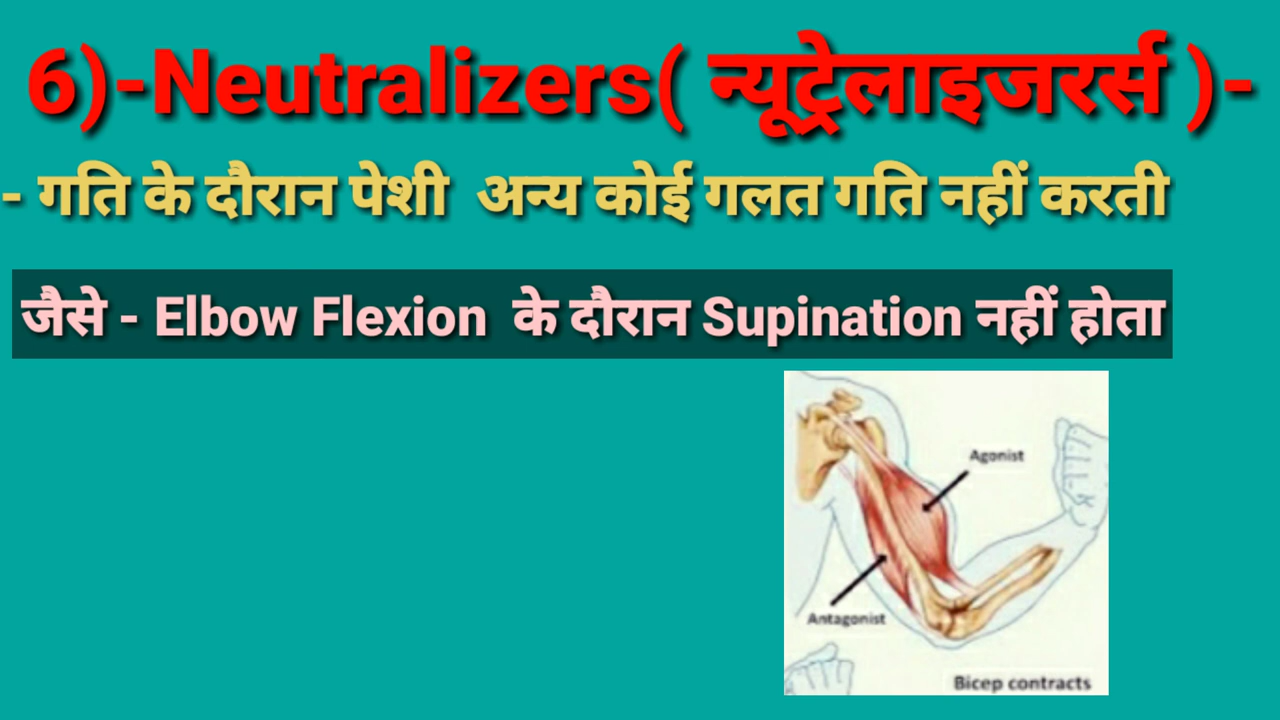 6)-Neutralizers( न्यूट्रेलाइजरर्स )-
- गति के दौरान पेशी अन्य कोई गलत गति नहीं करती
जैसे - Elbow Flexion के दौरान Supination नहीं होता
Agonist
Antagonist
Bicep contracts